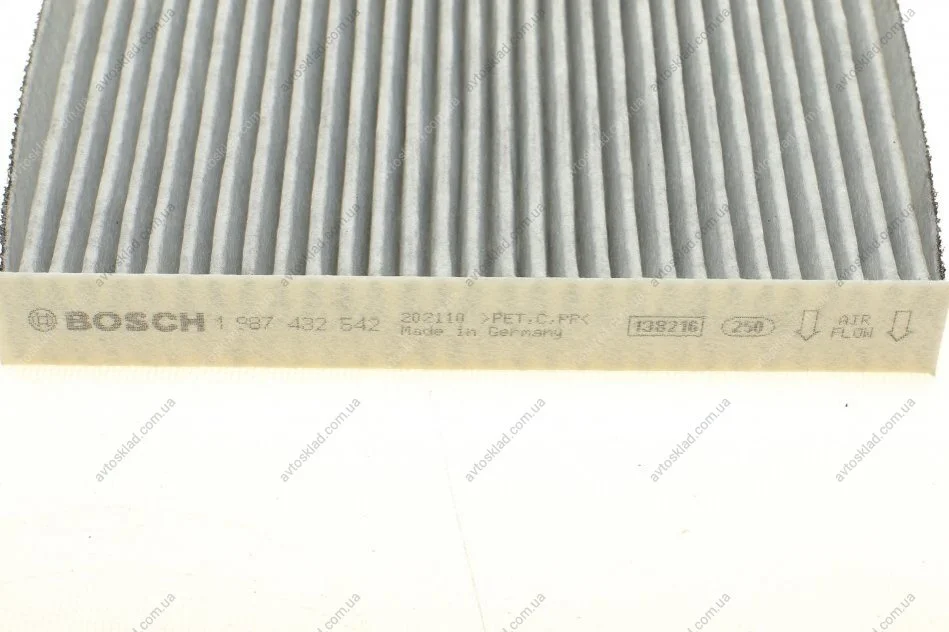 BOSCH 1 987 432 542 202110 >PET,C,PP< 138216 250 AIR
Made in Germany FLOW
avtosklad.com.ua